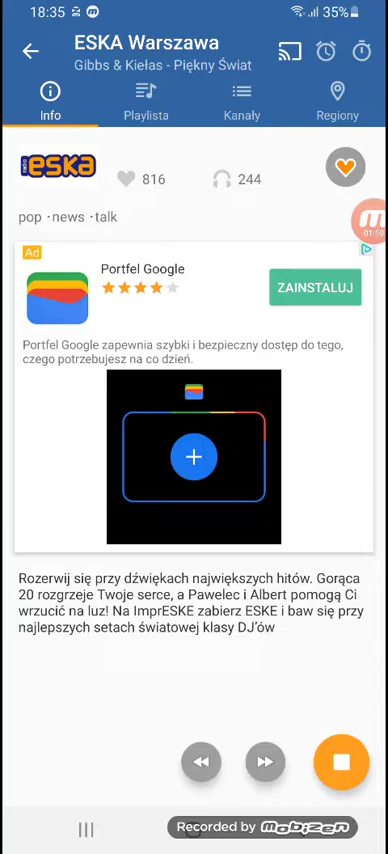 18:35
35%
ESKA Warszawa
Gibbs & Kiełas - Piękny Świat
Info
Playlista
Kanały
Regiony
radio
eska
816
244
pop ·news ·talk
01:50
Ad
Portfel Google
ZAINSTALUJ
Portfel Google zapewnia szybki i bezpieczny dostęp do tego,
czego potrzebujesz na co dzień.
Rozerwij się przy dźwiękach największych hitów. Gorąca
20 rozgrzeje Twoje serce, a Pawelec i Albert pomogą Ci
wrzucić na luz! Na ImprESKE zabierz ESKE i baw się przy
najlepszych setach światowej klasy DJ'ów
Recorded by mobizen